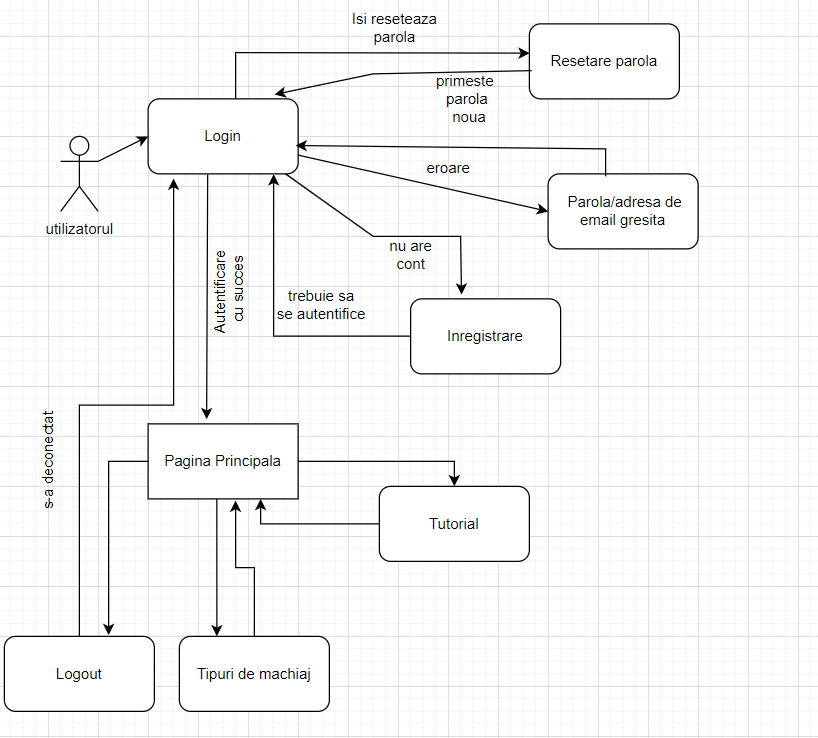 Isi reseteaza
parola
Resetare parola
primeste
parola
noua
Login
eroare
Parola/adresa de
email gresita
utilizatorul
nu are
cont
Autentificare
cu succes
trebuie sa
se autentifice
Inregistrare
s-a deconectat
Pagina Principala
Tutorial
Logout
Tipuri de machiaj